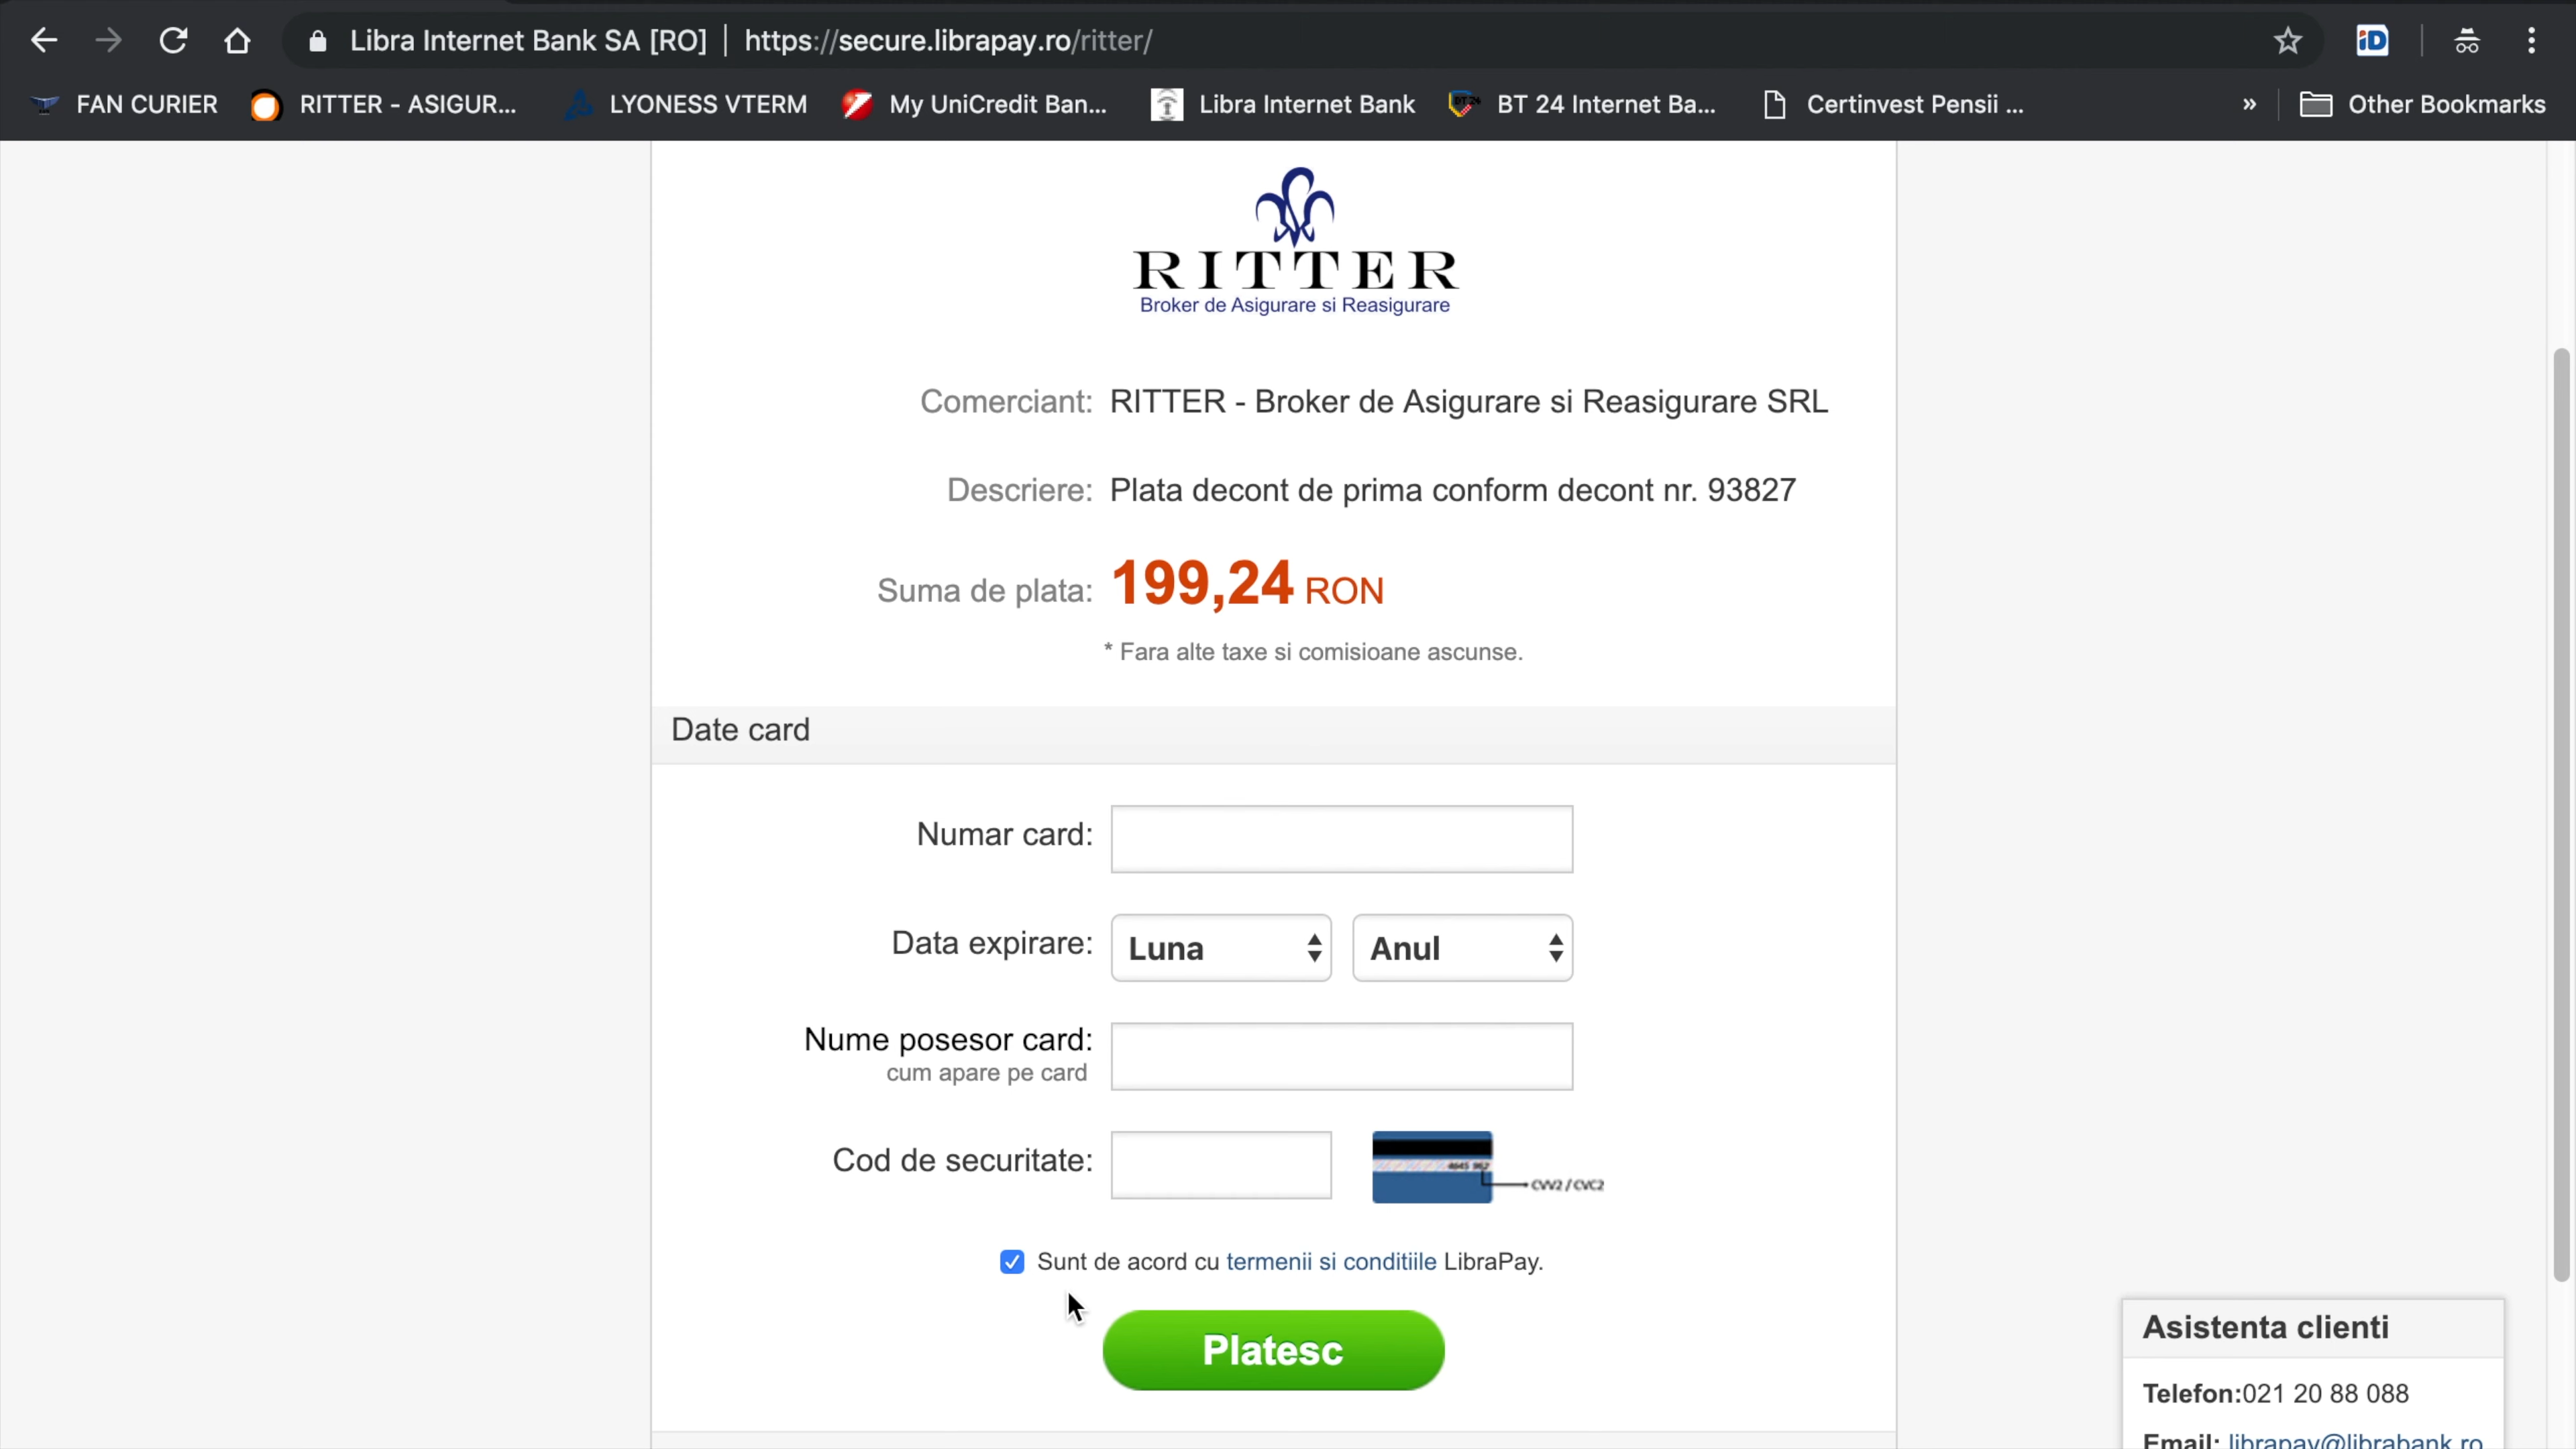 Libra Internet Bank SA [RO] | https://secure.librapay.ro/ritter/
iD
FAN CURIER
RITTER - ASIGUR...
LYONESS VTERM
My UniCredit Ban...
Libra Internet Bank
BT 24 Internet Ba...
Certinvest Pensii ...
»
Other Bookmarks
RITTER
Broker de Asigurare si Reasigurare
Comerciant: RITTER - Broker de Asigurare si Reasigurare SRL
Descriere: Plata decont de prima conform decont nr. 93827
Suma de plata: 199,24 RON
* Fara alte taxe si comisioane ascunse.
Date card
Numar card:
Data expirare: Luna Anul
Nume posesor card:
cum apare pe card
Cod de securitate:
CVV2 / CVC2
Sunt de acord cu termenii si conditiile LibraPay.
Platesc
Asistenta clienti
Telefon:021 20 88 088
Email: librapay@librabank.ro